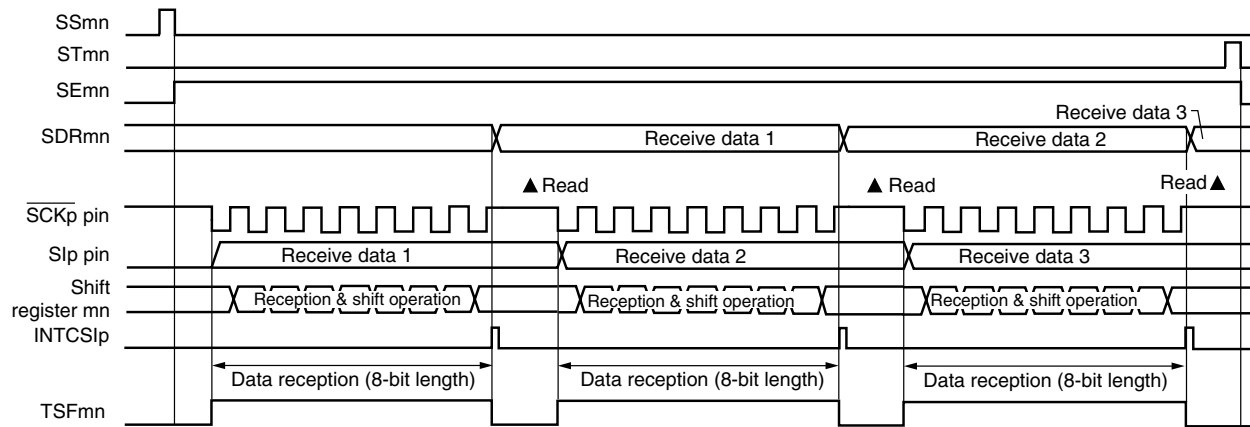 SSmn
STmn
SEmn
Receive data 3
SDRmn
Receive data 1
Receive data 2
▲ Read
▲ Read
Read ▲
SCKp pin
SIp pin
Receive data 1
Receive data 2
Receive data 3
Shift
register mn
Reception & shift operation
Reception & shift operation
Reception & shift operation
INTCSIp
Data reception (8-bit length)
Data reception (8-bit length)
Data reception (8-bit length)
TSFmn